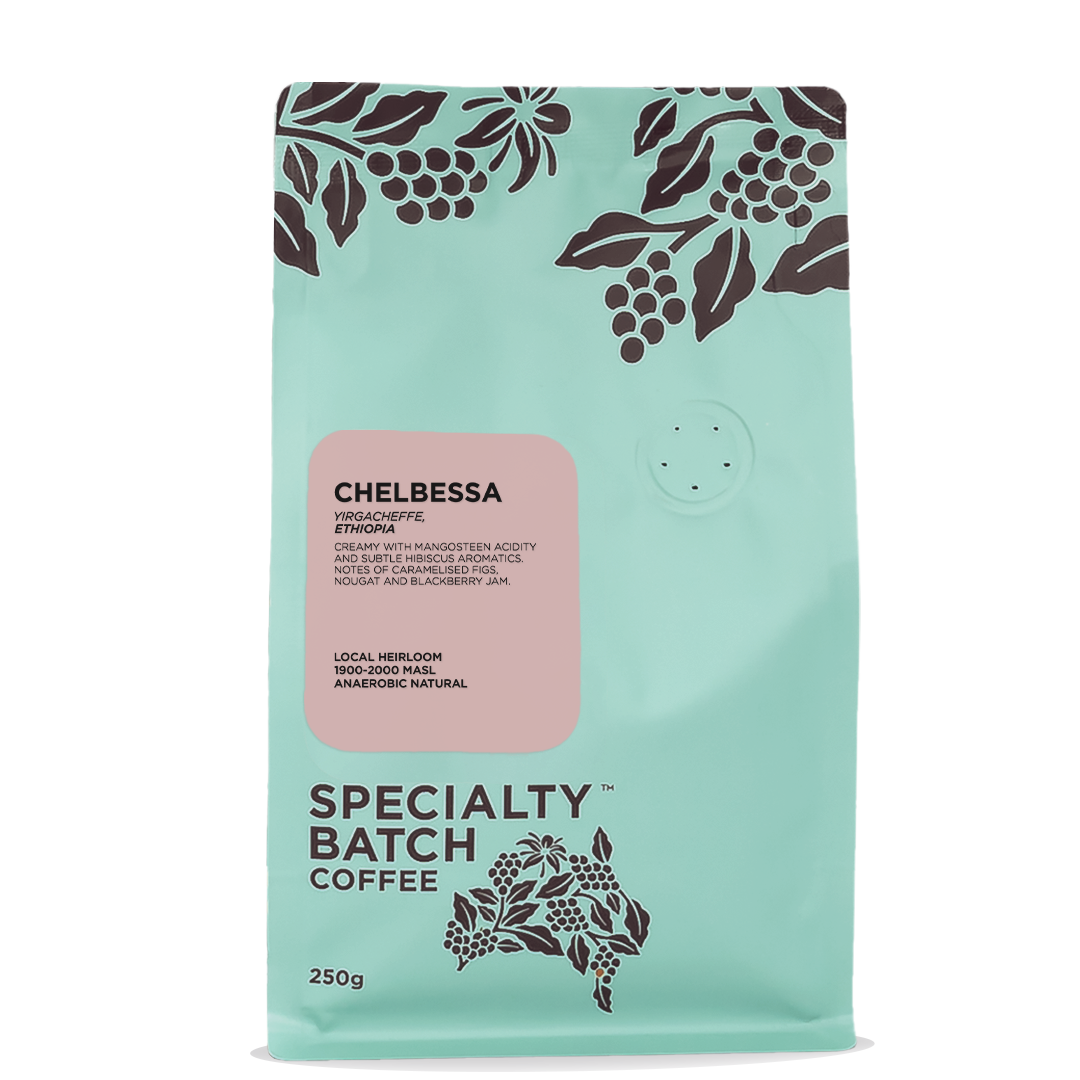 CHELBESSA
YIRGACHEFFE,
ETHIOPIA
CREAMY WITH MANGOSTEEN ACIDITY
AND SUBTLE HIBISCUS AROMATICS.
NOTES OF CARAMELISED FIGS,
NOUGAT AND BLACKBERRY JAM.
LOCAL HEIRLOOM
1900-2000 MASL
ANAEROBIC NATURAL
SPECIALTY™
BATCH
COFFEE
250g